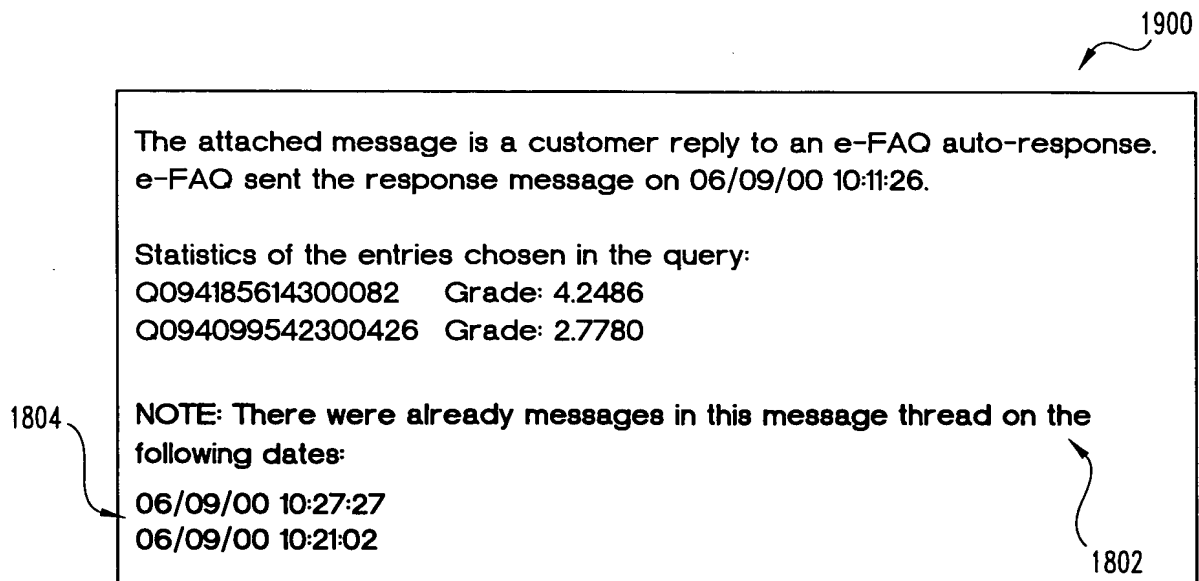 1900
The attached message is a customer reply to an e-FAQ auto-response.
e-FAQ sent the response message on 06/09/00 10:11:26.
Statistics of the entries chosen in the query:
Q094185614300082 Grade: 4.2486
Q094099542300426 Grade: 2.7780
1804
NOTE: There were already messages in this message thread on the
following dates:
06/09/00 10:27:27
06/09/00 10:21:02
1802